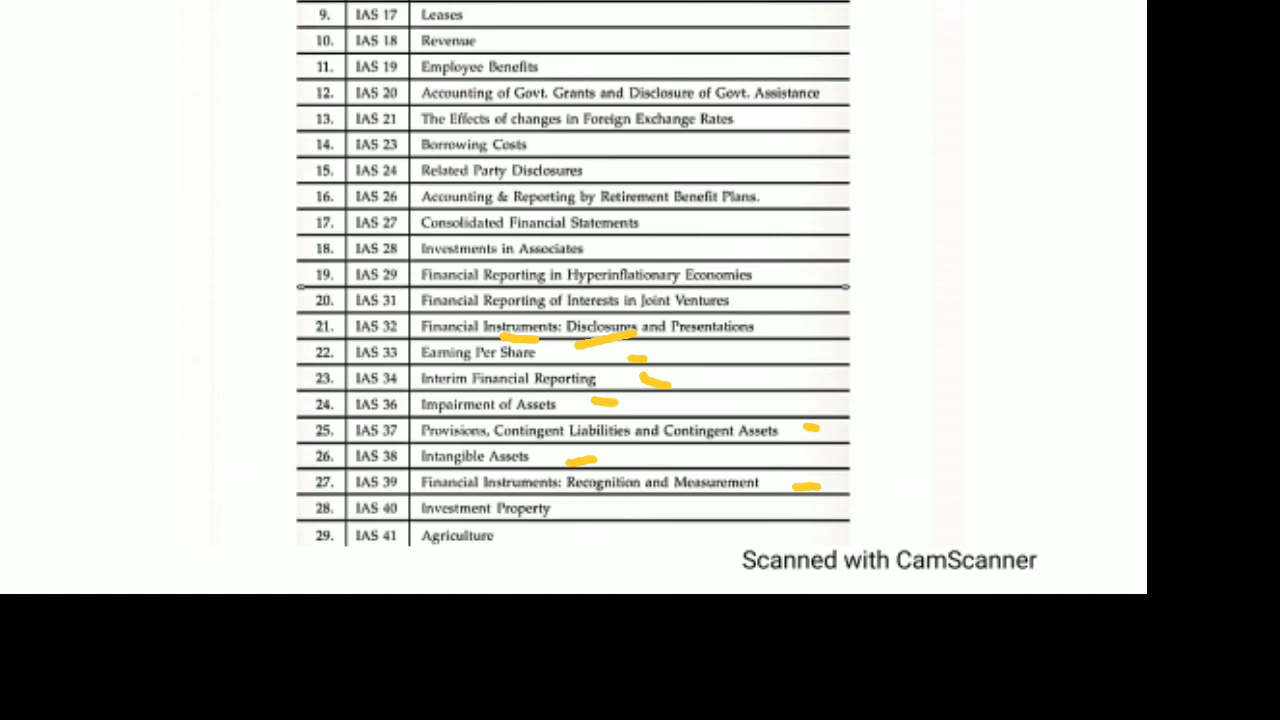 9. IAS 17 Leases
10. IAS 18 Revenue
11. IAS 19 Employee Benefits
12. IAS 20 Accounting of Govt. Grants and Disclosure of Govt. Assistance
13. IAS 21 The Effects of changes in Foreign Exchange Rates
14. IAS 23 Borrowing Costs
15. IAS 24 Related Party Disclosures
16. IAS 26 Accounting & Reporting by Retirement Benefit Plans.
17. IAS 27 Consolidated Financial Statements
18. IAS 28 Investments in Associates
19. IAS 29 Financial Reporting in Hyperinflationary Economies
20. IAS 31 Financial Reporting of Interests in Joint Ventures
21. IAS 32 Financial Instruments: Disclosures and Presentations
22. IAS 33 Earning Per Share
23. IAS 34 Interim Financial Reporting
24. IAS 36 Impairment of Assets
25. IAS 37 Provisions, Contingent Liabilities and Contingent Assets
26. IAS 38 Intangible Assets
27. IAS 39 Financial Instruments: Recognition and Measurement
28. IAS 40 Investment Property
29. IAS 41 Agriculture
Scanned with CamScanner